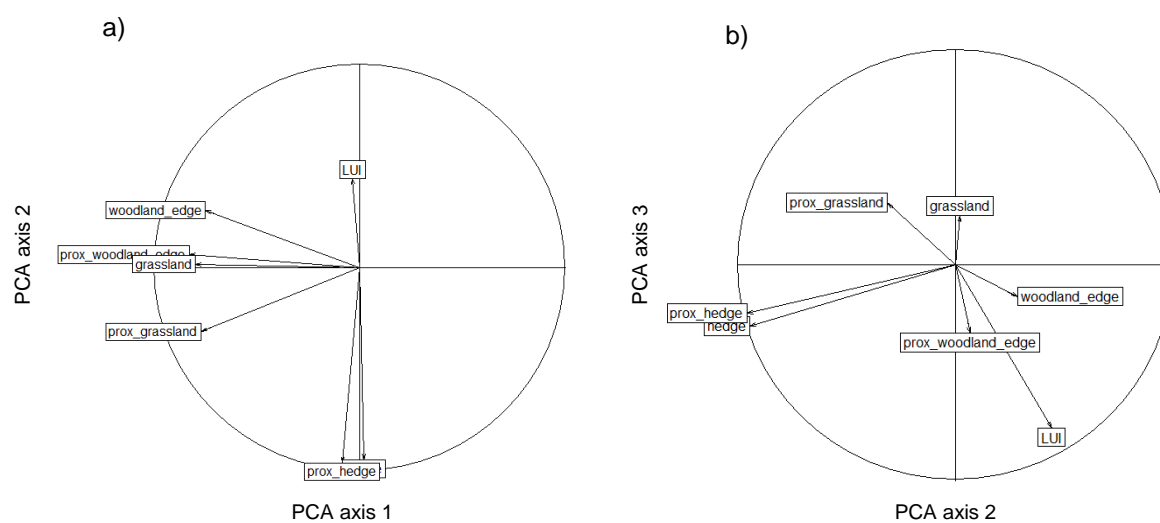 a)
LUI
woodland_edge
prox_woodland_edge
grassland
prox_grassland
prox_hedge
PCA axis 2
PCA axis 1
b)
prox_grassland
grassland
woodland_edge
prox_hedge
hedge
prox_woodland_edge
LUI
PCA axis 3
PCA axis 2